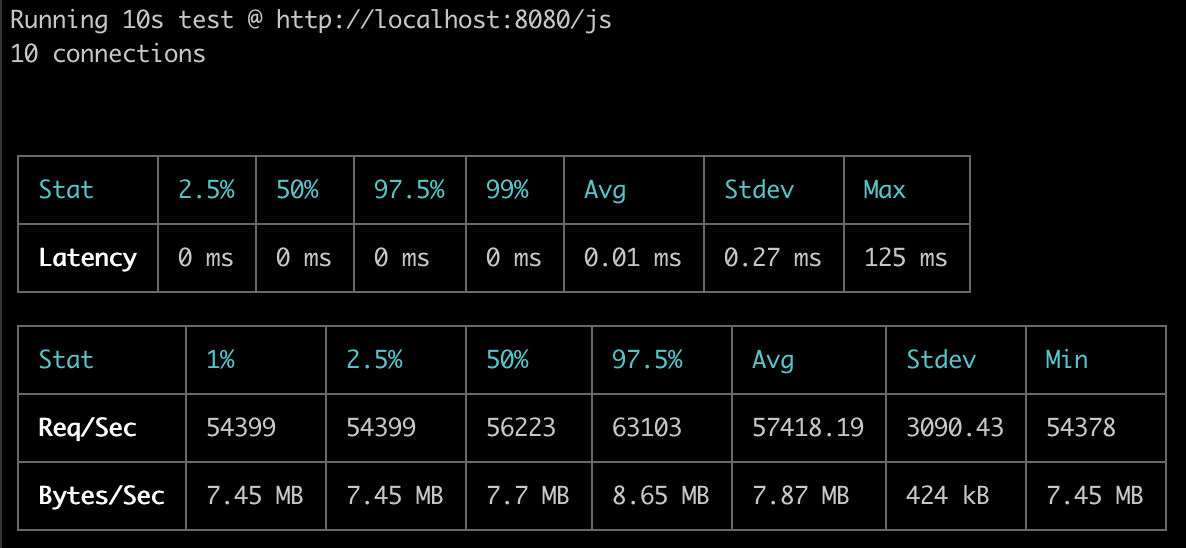 Running 10s test @ http://localhost:8080/js
10 connections
Stat 2.5% 50% 97.5% 99% Avg Stdev Max
Latency 0 ms 0 ms 0 ms 0 ms 0.01 ms 0.27 ms 125 ms
Stat 1% 2.5% 50% 97.5% Avg Stdev Min
Req/Sec 54399 54399 56223 63103 57418.19 3090.43 54378
Bytes/Sec 7.45 MB 7.45 MB 7.7 MB 8.65 MB 7.87 MB 424 kB 7.45 MB